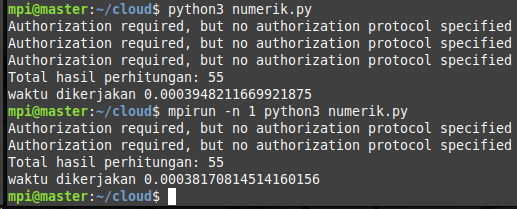 mpi@master:~/cloud$ python3 numerik.py
Authorization required, but no authorization protocol specified
Authorization required, but no authorization protocol specified
Authorization required, but no authorization protocol specified
Total hasil perhitungan: 55
waktu dikerjakan 0.0003948211669921875
mpi@master:~/cloud$ mpirun -n 1 python3 numerik.py
Authorization required, but no authorization protocol specified
Authorization required, but no authorization protocol specified
Total hasil perhitungan: 55
waktu dikerjakan 0.00038170814514160156
mpi@master:~/cloud$